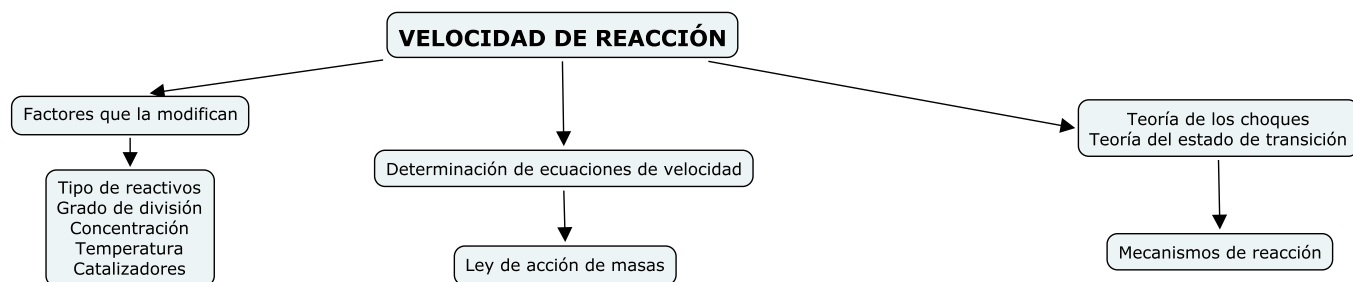 VELOCIDAD DE REACCIÓN
Factores que la modifican
Tipo de reactivos
Grado de división
Concentración
Temperatura
Catalizadores
Determinación de ecuaciones de velocidad
Ley de acción de masas
Teoría de los choques
Teoría del estado de transición
Mecanismos de reacción